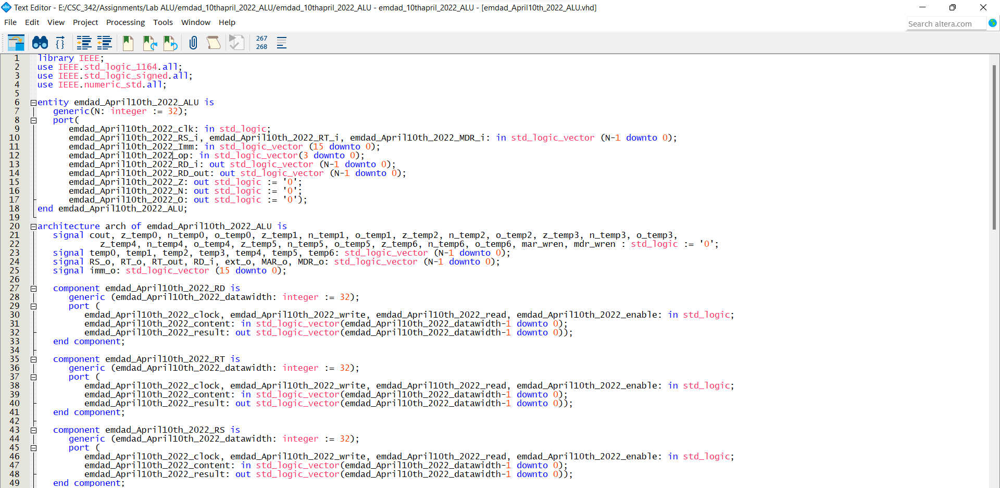 Text Editor - E:/CSC_342/Assignments/Lab ALU/emdad_10thapril_2022_ALU/emdad_10thapril_2022_ALU - emdad_10thapril_2022_ALU - [emdad_April10th_2022_ALU.vhd]
File Edit View Project Processing Tools Window Help
Search altera.com
267
268
1 library IEEE;
2 use IEEE.std_logic_1164.all;
3 use IEEE.std_logic_signed.all;
4 use IEEE.numeric_std.all;
5
6 entity emdad_April10th_2022_ALU is
7 generic(N: integer := 32);
8 port(
9 emdad_April10th_2022_clk: in std_logic;
10 emdad_April10th_2022_RS_i, emdad_April10th_2022_RT_i, emdad_April10th_2022_MDR_i: in std_logic_vector (N-1 downto 0);
11 emdad_April10th_2022_Imm: in std_logic_vector (15 downto 0);
12 emdad_April10th_2022_op: in std_logic_vector(3 downto 0);
13 emdad_April10th_2022_RD_i: out std_logic_vector (N-1 downto 0);
14 emdad_April10th_2022_RD_out: out std_logic_vector (N-1 downto 0);
15 emdad_April10th_2022_Z: out std_logic := '0';
16 emdad_April10th_2022_N: out std_logic := '0';
17 emdad_April10th_2022_O: out std_logic := '0');
18 end emdad_April10th_2022_ALU;
19
20 architecture arch of emdad_April10th_2022_ALU is
21 signal cout, z_temp0, n_temp0, o_temp0, z_temp1, n_temp1, o_temp1, z_temp2, n_temp2, o_temp2, z_temp3, n_temp3, o_temp3,
22 z_temp4, n_temp4, o_temp4, z_temp5, n_temp5, o_temp5, z_temp6, n_temp6, o_temp6, mar_wren, mdr_wren : std_logic := '0';
23 signal temp0, temp1, temp2, temp3, temp4, temp5, temp6: std_logic_vector (N-1 downto 0);
24 signal RS_o, RT_o, RT_out, RD_i, ext_o, MAR_o, MDR_o: std_logic_vector (N-1 downto 0);
25 signal imm_o: std_logic_vector (15 downto 0);
26
27 component emdad_April10th_2022_RD is
28 generic (emdad_April10th_2022_datawidth: integer := 32);
29 port (
30 emdad_April10th_2022_clock, emdad_April10th_2022_write, emdad_April10th_2022_read, emdad_April10th_2022_enable: in std_logic;
31 emdad_April10th_2022_content: in std_logic_vector(emdad_April10th_2022_datawidth-1 downto 0);
32 emdad_April10th_2022_result: out std_logic_vector(emdad_April10th_2022_datawidth-1 downto 0));
33 end component;
34
35 component emdad_April10th_2022_RT is
36 generic (emdad_April10th_2022_datawidth: integer := 32);
37 port (
38 emdad_April10th_2022_clock, emdad_April10th_2022_write, emdad_April10th_2022_read, emdad_April10th_2022_enable: in std_logic;
39 emdad_April10th_2022_content: in std_logic_vector(emdad_April10th_2022_datawidth-1 downto 0);
40 emdad_April10th_2022_result: out std_logic_vector(emdad_April10th_2022_datawidth-1 downto 0));
41 end component;
42
43 component emdad_April10th_2022_RS is
44 generic (emdad_April10th_2022_datawidth: integer := 32);
45 port (
46 emdad_April10th_2022_clock, emdad_April10th_2022_write, emdad_April10th_2022_read, emdad_April10th_2022_enable: in std_logic;
47 emdad_April10th_2022_content: in std_logic_vector(emdad_April10th_2022_datawidth-1 downto 0);
48 emdad_April10th_2022_result: out std_logic_vector(emdad_April10th_2022_datawidth-1 downto 0));
49 end component;